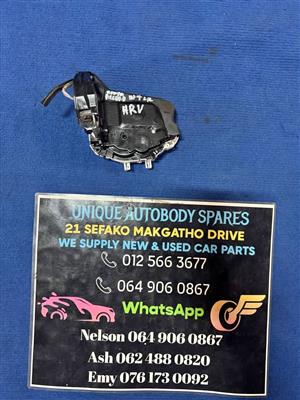 HRV
UNIQUE AUTOBODY SPARES
21 SEFAKO MAKGATHO DRIVE
WE SUPPLY NEW & USED CAR PARTS
012 566 3677
064 906 0867
WhatsApp
Nelson 064 906 0867
Ash 062 488 0820
Emy 076 173 0092